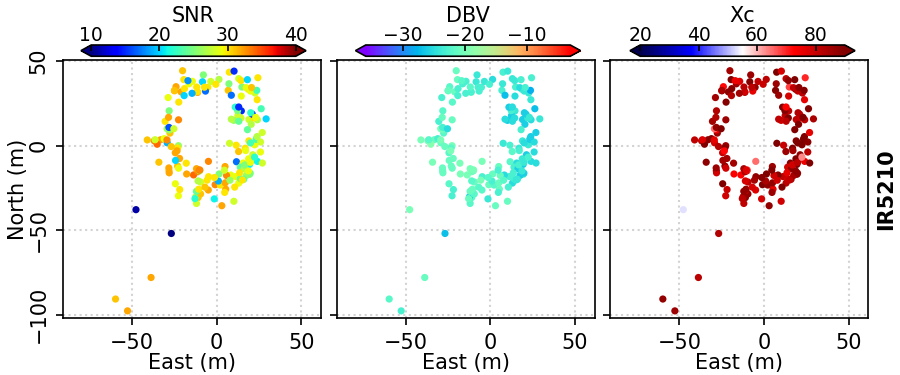 SNR DBV Xc
10 20 30 40 −30 −20 −10 20 40 60 80
50
0
−50
−100
North (m)
−50 0 50 −50 0 50 −50 0 50
East (m) East (m) East (m)
IR5210